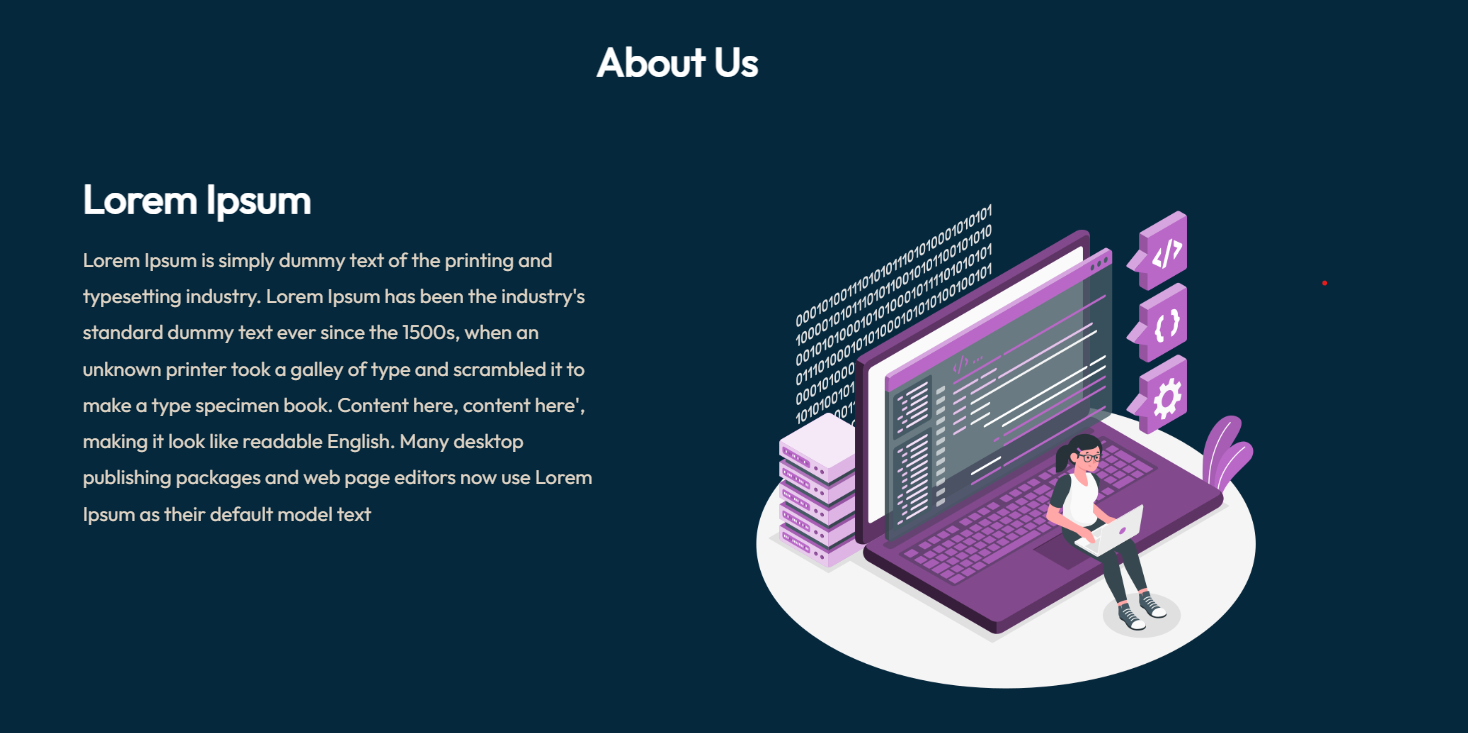 About Us
Lorem Ipsum
Lorem Ipsum is simply dummy text of the printing and
typesetting industry. Lorem Ipsum has been the industry's
standard dummy text ever since the 1500s, when an
unknown printer took a galley of type and scrambled it to
make a type specimen book. Content here, content here',
making it look like readable English. Many desktop
publishing packages and web page editors now use Lorem
Ipsum as their default model text